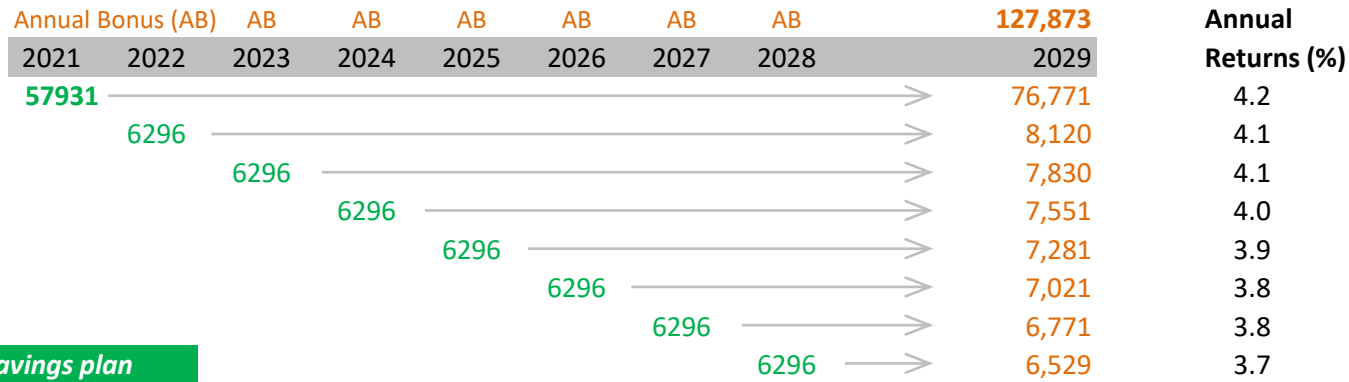 Annual Bonus (AB) AB AB AB AB AB AB 127,873 Annual
2021 2022 2023 2024 2025 2026 2027 2028 2029 Returns (%)
57931 76,771 4.2
6296 8,120 4.1
6296 7,830 4.1
6296 7,551 4.0
6296 7,281 3.9
6296 7,021 3.8
6296 6,771 3.8
avings plan 6296 6,529 3.7